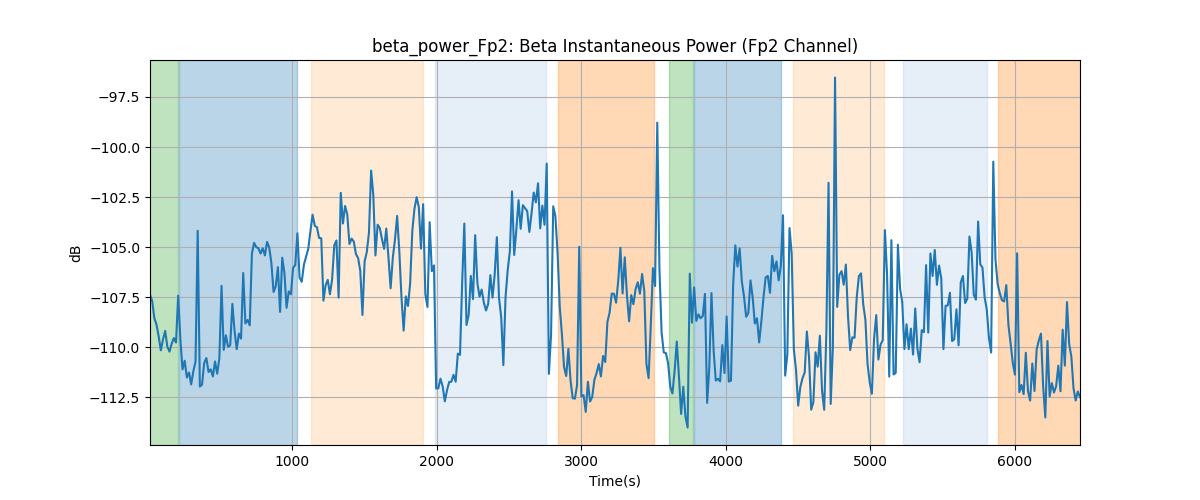 beta_power_Fp2: Beta Instantaneous Power (Fp2 Channel)
−97.5
−100.0
−102.5
−105.0
−107.5
−110.0
−112.5
dB
1000 2000 3000 4000 5000 6000
Time(s)